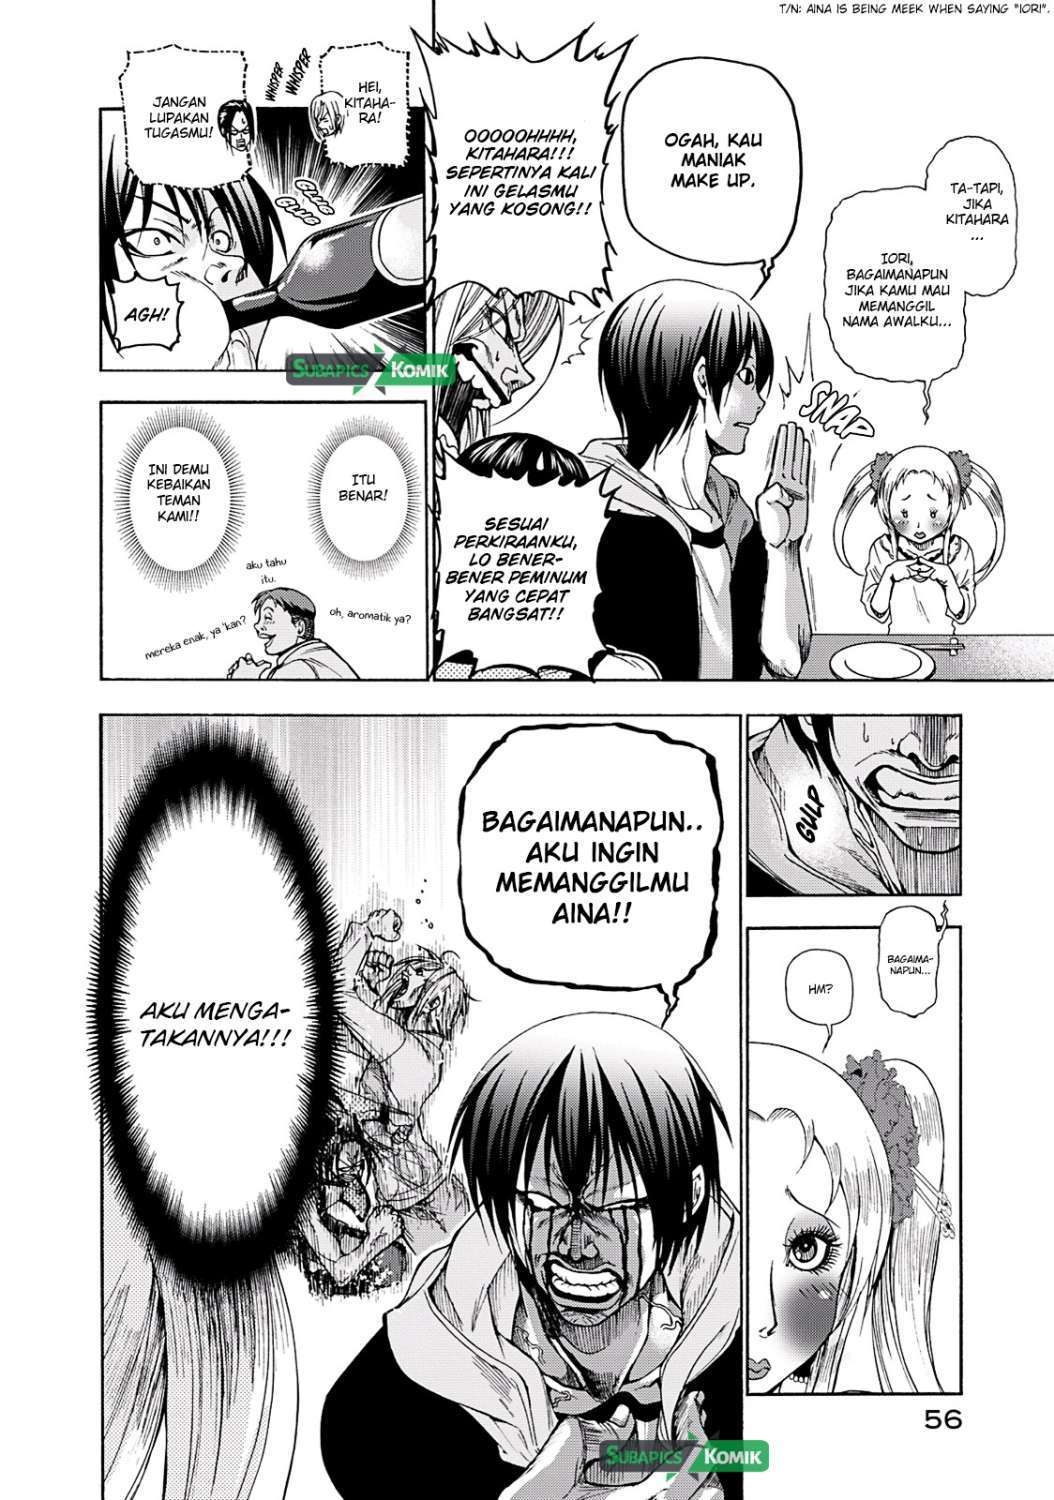 T/N: AINA IS BEING MEEK WHEN SAYING "IORI".
TA-TAPI,
JIKA
KITAHARA
...
IORI,
BAGAIMANAPUN
JIKA KAMU MAU
MEMANGGIL
NAMA AWALKU...
OGAH, KAU
MANIAK
MAKE UP.
SNAP
OOOOOHHHH,
KITAHARA!!!
SEPERTINYA KALI
INI GELASMU
YANG KOSONG!!
SESUAI
PERKIRAANKU,
LO BENER-
BENER PEMINUM
YANG CEPAT
BANGSAT!!
HEI,
KITAHA-
RA!
WHISPER
WHISPER
JANGAN
LUPAKAN
TUGASMU!
GLUG
GLUG
AGH!
SUBAPICS KOMIK
ITU
BENAR!
INI DEMU
KEBAIKAN
TEMAN
KAMI!!
aku tahu
itu.
oh, aromatik ya?
mereka enak, ya 'kan?
GULP
BAGAIMA-
NAPUN...
HM?
BAGAIMANAPUN..
AKU INGIN
MEMANGGILMU
AINA!!
AKU MENGA-
TAKANNYA!!!
56
SUBAPICS KOMIK